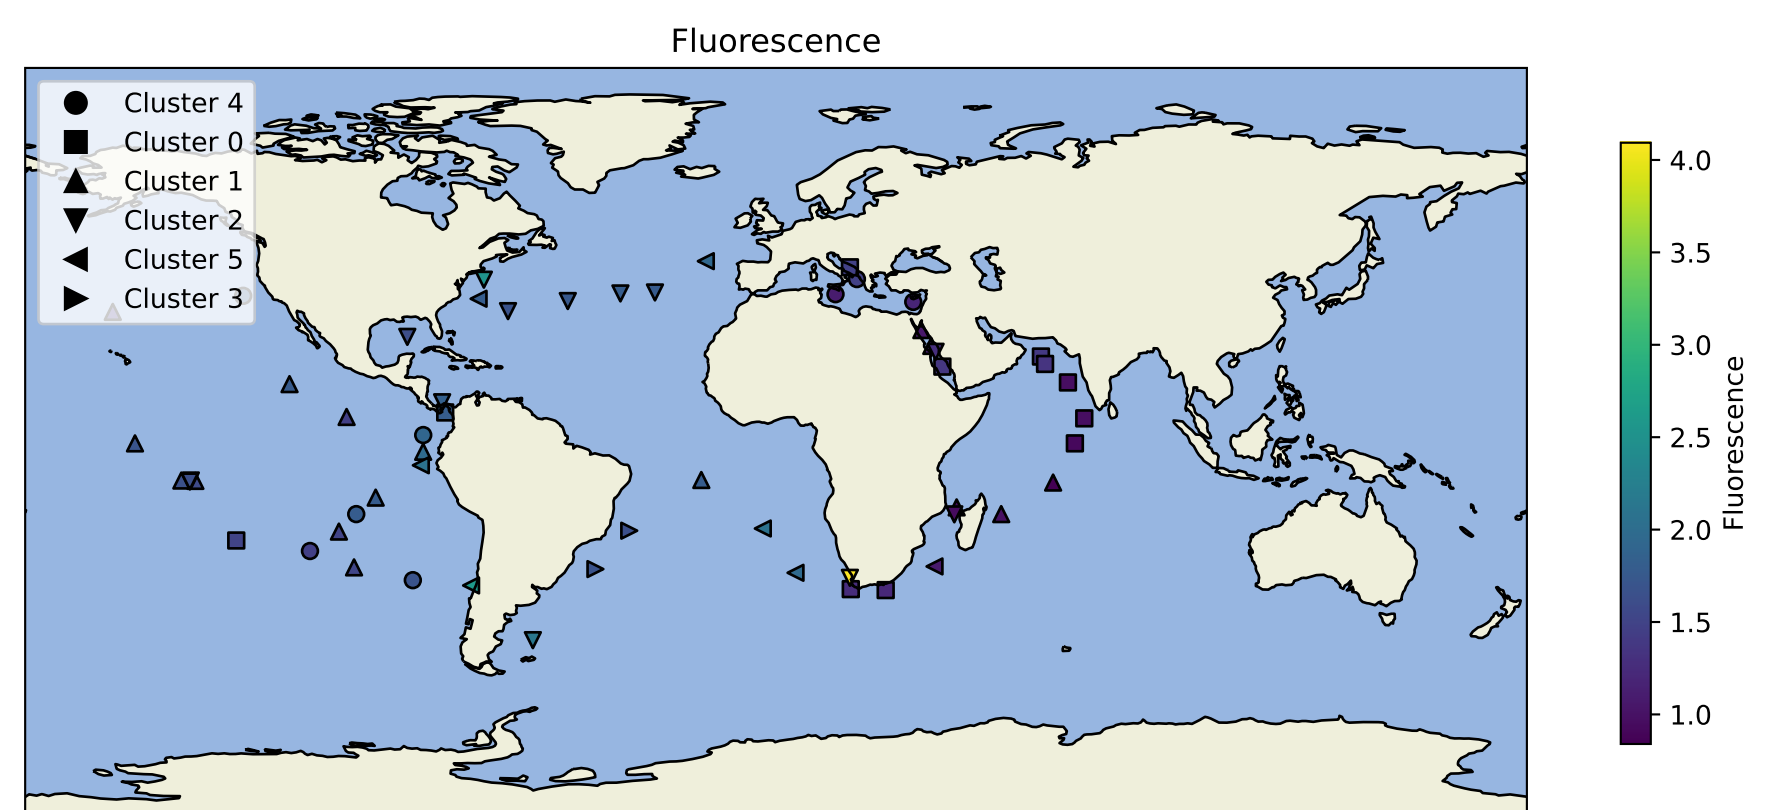 Fluorescence
Cluster 4
Cluster 0
Cluster 1
Cluster 2
Cluster 5
Cluster 3
4.0
3.5
3.0
2.5
2.0
1.5
1.0
Fluorescence